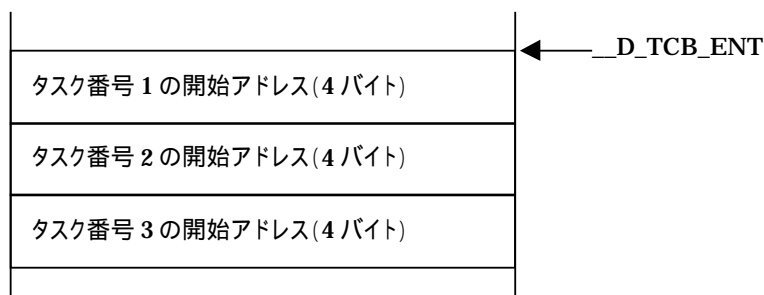 __D_TCB_ENT
タスク番号 1 の開始アドレス(4 バイト)
タスク番号 2 の開始アドレス(4 バイト)
タスク番号 3 の開始アドレス(4 バイト)